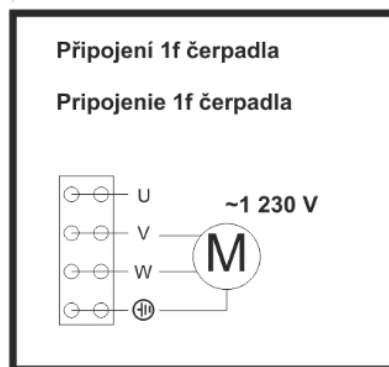 Připojení 1f čerpadla
Pripojenie 1f čerpadla
U
~1 230 V
V
M
W